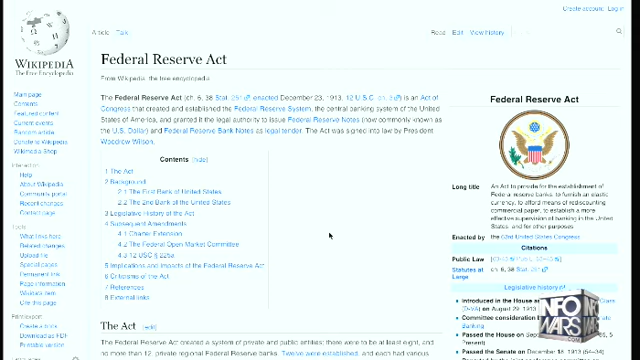 Create account Log in
WIKIPEDIA
The Free Encyclopedia
Article Talk
Read Edit View history
Main page
Contents
Featured content
Current events
Random article
Donate to Wikipedia
Wikipedia Shop
Interaction
Help
About Wikipedia
Community portal
Recent changes
Contact page
Tools
What links here
Related changes
Upload file
Special pages
Permanent link
Page information
Wikidata item
Cite this page
Print/export
Create a book
Download as PDF
Printable version
Federal Reserve Act
From Wikipedia, the free encyclopedia
The Federal Reserve Act (ch. 6, 38 Stat. 251, enacted December 23, 1913, 12 U.S.C. ch. 3) is an Act of
Congress that created and established the Federal Reserve System, the central banking system of the United
States of America, and granted it the legal authority to issue Federal Reserve Notes (now commonly known as
the U.S. Dollar) and Federal Reserve Bank Notes as legal tender. The Act was signed into law by President
Woodrow Wilson.
Contents [hide]
1 The Act
2 Background
2.1 The First Bank of United States
2.2 The 2nd Bank of the United States
3 Legislative History of the Act
4 Subsequent Amendments
4.1 Charter Extension
4.2 The Federal Open Market Committee
4.3 12 USC § 225a
5 Implications and Impacts of the Federal Reserve Act
6 Criticisms of the Act
7 References
8 External links
The Act [edit]
The Federal Reserve Act created a system of private and public entities; there were to be at least eight, and
no more than 12, private regional Federal Reserve banks. Twelve were established, and each had various
Federal Reserve Act
Long title An Act to provide for the establishment of
Federal reserve banks, to furnish an elastic
currency, to afford means of rediscounting
commercial paper, to establish a more
effective supervision of banking in the United
States, and for other purposes.
Enacted by the 63rd United States Congress
Citations
Public Law
Statutes at Large ch. 6, 38 Stat. 251
Legislative history
Introduced in the House as
on August 29, 1913
Committee consideration by
Banking
Passed the House on September
Passed the Senate on December 18, 1913 (54-34)
INFO
WARS